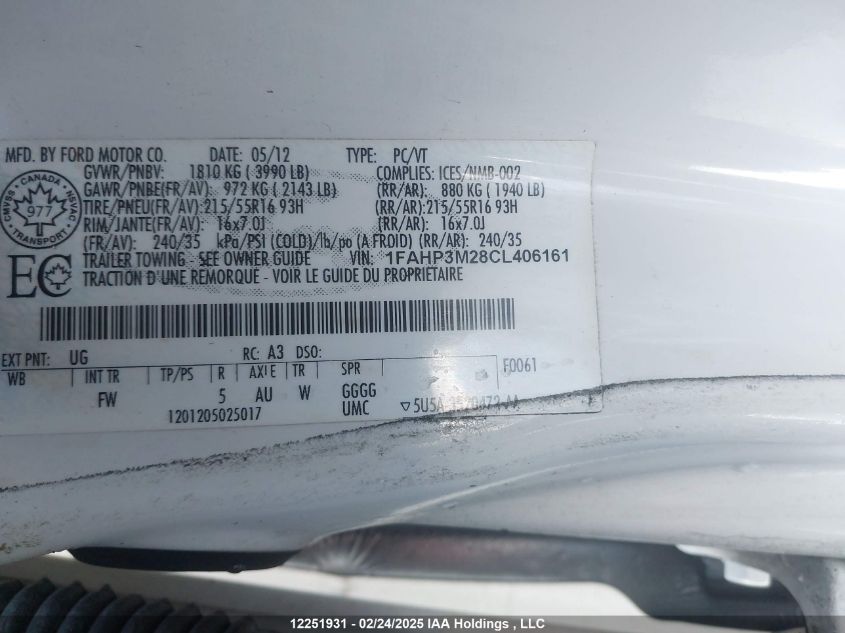 MFD. BY FORD MOTOR CO. DATE: 05/12 TYPE: PC/VT
GVWR/PNBV: 1810 KG ( 3990 LB) COMPLIES: ICES/NMB-002
GAWR/PNBE(FR/AV): 972 KG ( 2143 LB) (RR/AR): 880 KG ( 1940 LB)
TIRE/PNEU(FR/AV):215/55R16 93H (RR/AR):215/55R16 93H
RIM/JANTE(FR/AV): 16x7.0J (RR/AR): 16x7.0J
(FR/AV): 240/35 kPa/PSI (COLD)/lb/po (A FROID) (RR/AR): 240/35
TRAILER TOWING - SEE OWNER GUIDE VIN: 1FAHP3M28CL406161
TRACTION D'UNE REMORQUE - VOIR LE GUIDE DU PROPRIETAIRE
CANADA
CMVSS NSVAC
977
TRANSPORT
EC
EXT PNT: UG RC: A3 DSO:
WB INT TR TP/PS R AXLE TR SPR F0061
FW 5 AU W GGGG
UMC
1201205025017
12251931 - 02/24/2025 IAA Holdings , LLC